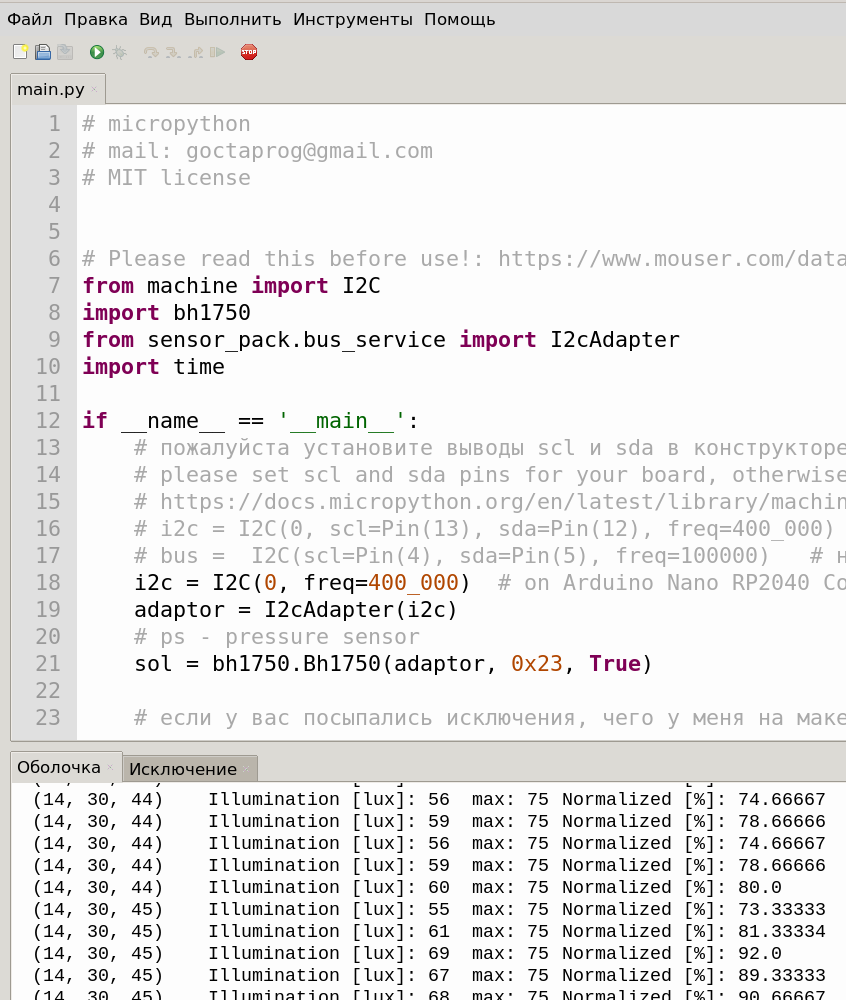 Файл Правка Вид Выполнить Инструменты Помощь
STOP
main.py
1 # micropython
2 # mail: goctaprog@gmail.com
3 # MIT license
4
5
6 # Please read this before use!: https://www.mouser.com/data
7 from machine import I2C
8 import bh1750
9 from sensor_pack.bus_service import I2cAdapter
10 import time
11
12 if __name__ == '__main__':
13 # пожалуйста установите выводы scl и sda в конструкторе
14 # please set scl and sda pins for your board, otherwise
15 # https://docs.micropython.org/en/latest/library/machin
16 # i2c = I2C(0, scl=Pin(13), sda=Pin(12), freq=400_000)
17 # bus =  I2C(scl=Pin(4), sda=Pin(5), freq=100000)   # н
18 i2c = I2C(0, freq=400_000)  # on Arduino Nano RP2040 Co
19 adaptor = I2cAdapter(i2c)
20 # ps - pressure sensor
21 sol = bh1750.Bh1750(adaptor, 0x23, True)
22
23 # если у вас посыпались исключения, чего у меня на маке
Оболочка Исключение
(14, 30, 44)    Illumination [lux]: 56  max: 75 Normalized [%]: 74.66667
(14, 30, 44)    Illumination [lux]: 59  max: 75 Normalized [%]: 78.66666
(14, 30, 44)    Illumination [lux]: 56  max: 75 Normalized [%]: 74.66667
(14, 30, 44)    Illumination [lux]: 59  max: 75 Normalized [%]: 78.66666
(14, 30, 44)    Illumination [lux]: 60  max: 75 Normalized [%]: 80.0
(14, 30, 45)    Illumination [lux]: 55  max: 75 Normalized [%]: 73.33333
(14, 30, 45)    Illumination [lux]: 61  max: 75 Normalized [%]: 81.33334
(14, 30, 45)    Illumination [lux]: 69  max: 75 Normalized [%]: 92.0
(14, 30, 45)    Illumination [lux]: 67  max: 75 Normalized [%]: 89.33333
(14, 30, 45)    Illumination [lux]: 68  max: 75 Normalized [%]: 90.66667